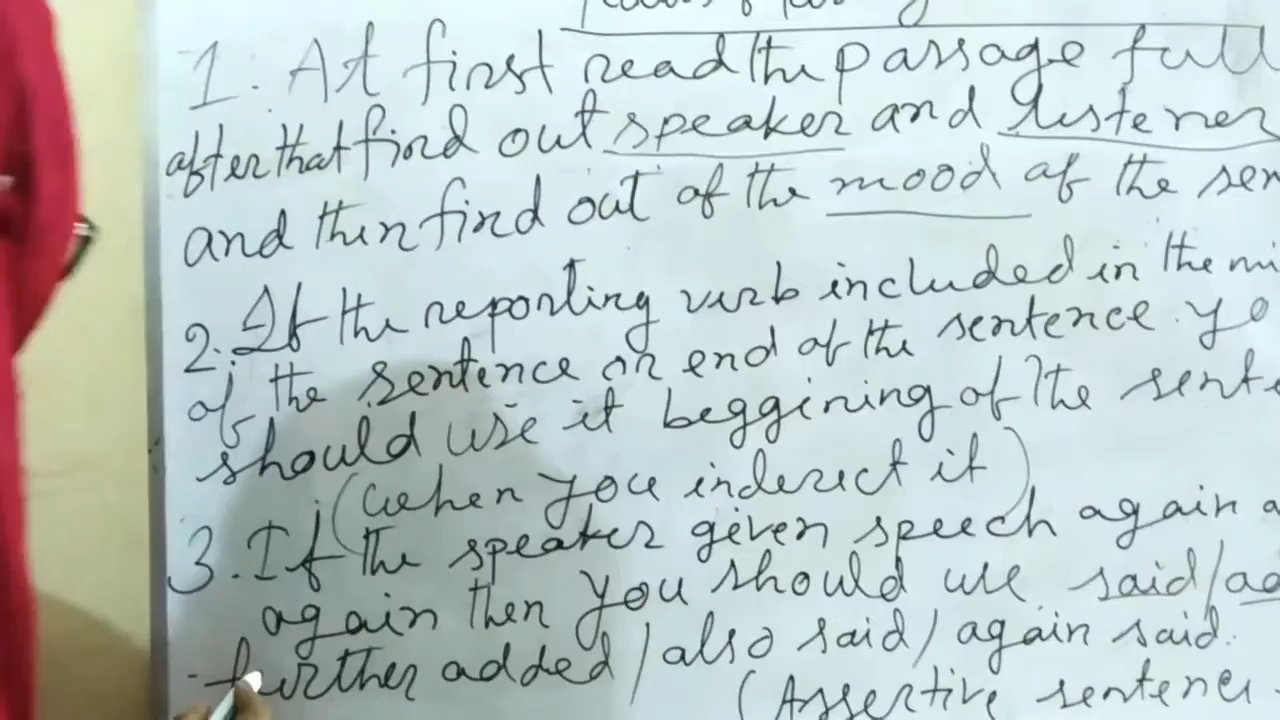 1. At first read the passage full
after that find out speaker and listener
and then find out of the mood of the sen
2. If the reporting verb included in the mi
of the sentence or end of the sentence. yo
should use it beggining of the sente
(when you inderect it)
3. If the speaker given speech again a
again then you should use said/ad
further added/also said/again said.
(Assertive sentence